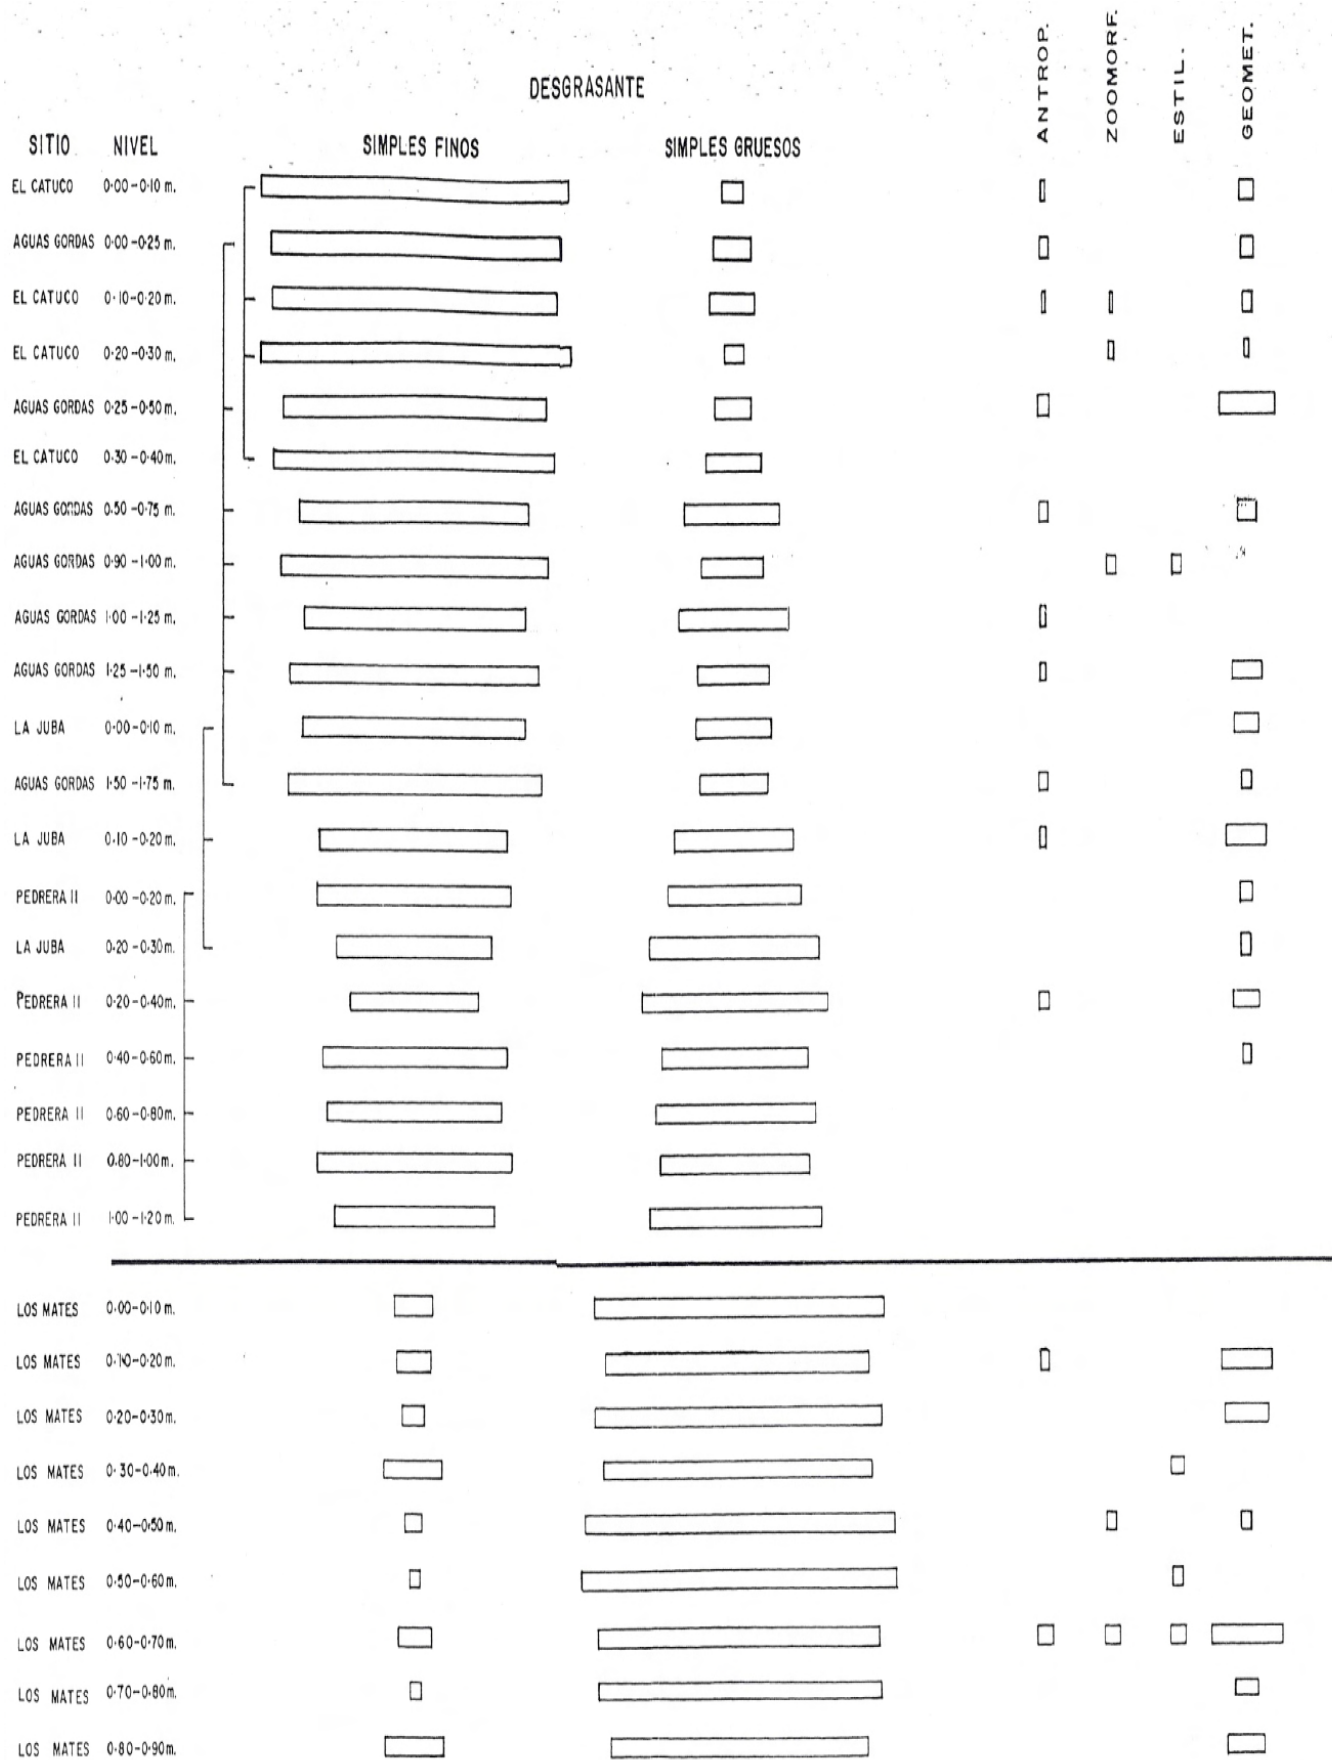 DESGRASANTE
ANTROP.
ZOOMORF.
ESTIL.
GEOMET.
SITIO NIVEL SIMPLES FINOS SIMPLES GRUESOS
EL CATUCO 0·00-0·10 m.
AGUAS GORDAS 0·00-0·25 m.
EL CATUCO 0·10-0·20 m.
EL CATUCO 0·20-0·30 m.
AGUAS GORDAS 0·25-0·50 m.
EL CATUCO 0·30-0·40 m.
AGUAS GORDAS 0·50-0·75 m.
AGUAS GORDAS 0·90-1·00 m.
AGUAS GORDAS 1·00-1·25 m.
AGUAS GORDAS 1·25-1·50 m.
LA JUBA 0·00-0·10 m.
AGUAS GORDAS 1·50-1·75 m.
LA JUBA 0·10-0·20 m.
PEDRERA II 0·00-0·20 m.
LA JUBA 0·20-0·30 m.
PEDRERA II 0·20-0·40 m.
PEDRERA II 0·40-0·60 m.
PEDRERA II 0·60-0·80 m.
PEDRERA II 0·80-1·00 m.
PEDRERA II 1·00-1·20 m.
LOS MATES 0·00-0·10 m.
LOS MATES 0·10-0·20 m.
LOS MATES 0·20-0·30 m.
LOS MATES 0·30-0·40 m.
LOS MATES 0·40-0·50 m.
LOS MATES 0·50-0·60 m.
LOS MATES 0·60-0·70 m.
LOS MATES 0·70-0·80 m.
LOS MATES 0·80-0·90 m.